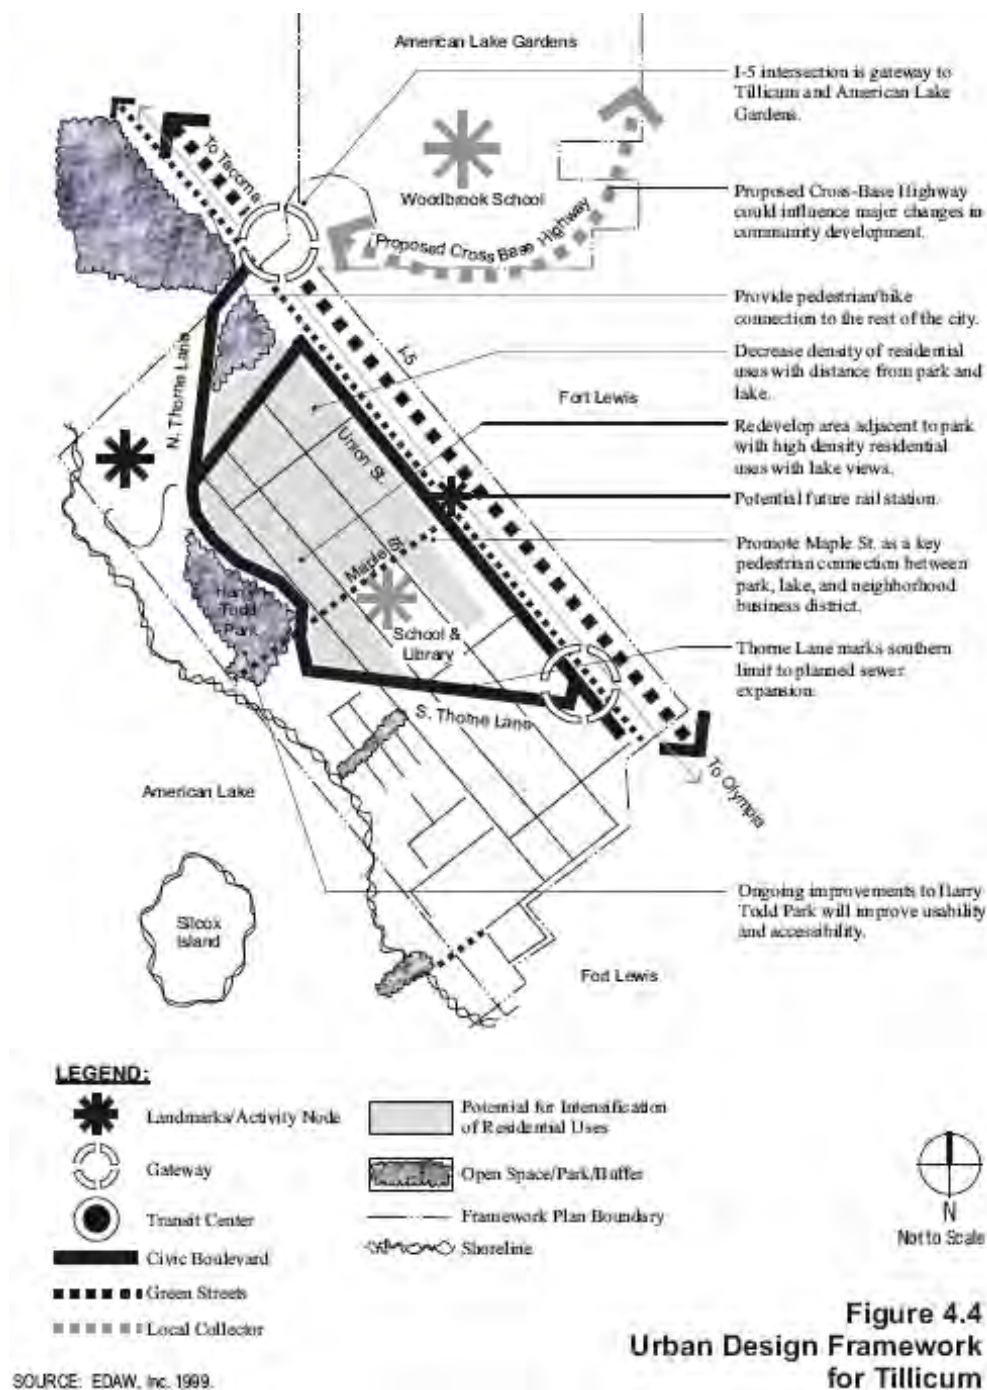 American Lake Gardens
I-5 intersection is gateway to
Tillicum and American Lake
Gardens.
To Tacoma
Woodbrook School
Proposed Cross-Base Highway
could influence major changes in
community development.
Proposed Cross Base Highway
Provide pedestrian/bike
connection to the rest of the city.
N. Thorne Lane
I-5
Decrease density of residential
uses with distance from park and
lake.
Fort Lewis
Union St.
Redevelop area adjacent to park
with high density residential
uses with lake views.
Potential future rail station.
Maple St.
Promote Maple St. as a key
pedestrian connection between
park, lake, and neighborhood
business district.
Harry
Todd
Park
School &
Library
Thorne Lane marks southern
limit to planned sewer
expansion.
S. Thorne Lane
To Olympia
American Lake
Silcox
Island
Ongoing improvements to Harry
Todd Park will improve usability
and accessibility.
Fort Lewis
LEGEND:
Landmarks/Activity Node
Gateway
Transit Center
Civic Boulevard
Green Streets
Local Collector
Potential for Intensification
of Residential Uses
Open Space/Park/Buffer
Framework Plan Boundary
Shoreline
N
Not to Scale
Figure 4.4
Urban Design Framework
for Tillicum
SOURCE: EDAW, Inc. 1999.